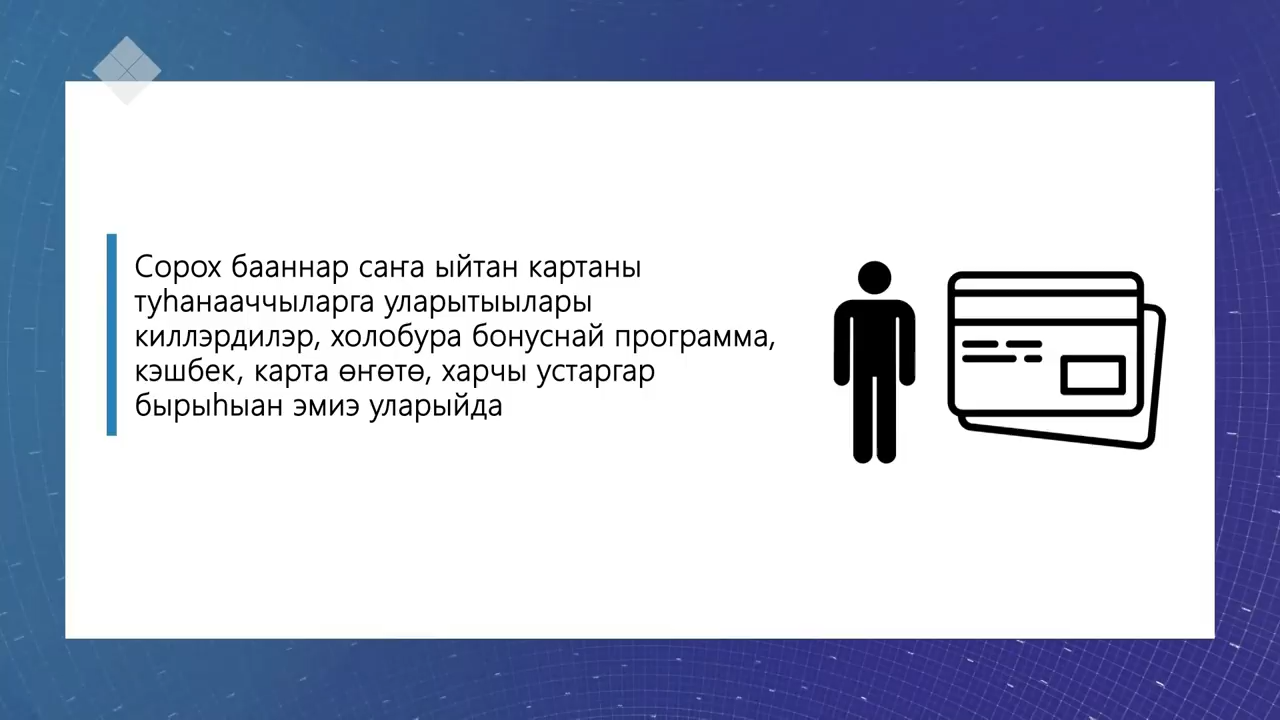 Сорох бааннар саҥа ыйтан картаны
туһанааччыларга уларытыылары
киллэрдилэр, холобура бонуснай программа,
кэшбек, карта өҥөтө, харчы устаргар
бырыһыан эмиэ уларыйда